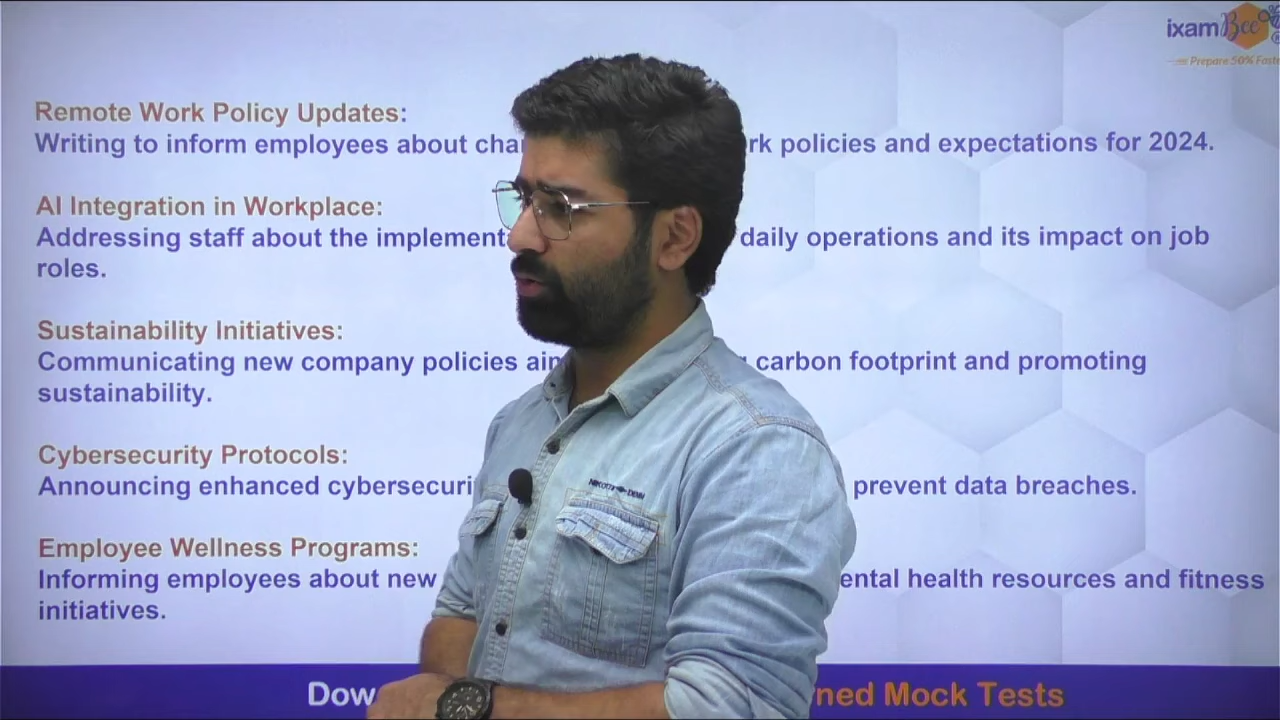 ixamBee
Prepare 50% Faste
Remote Work Policy Updates:
Writing to inform employees about cha rk policies and expectations for 2024.
AI Integration in Workplace:
Addressing staff about the implement daily operations and its impact on job
roles.
Sustainability Initiatives:
Communicating new company policies ai carbon footprint and promoting
sustainability.
Cybersecurity Protocols:
Announcing enhanced cybersecuri prevent data breaches.
Employee Wellness Programs:
Informing employees about new ental health resources and fitness
initiatives.
Dow ned Mock Tests